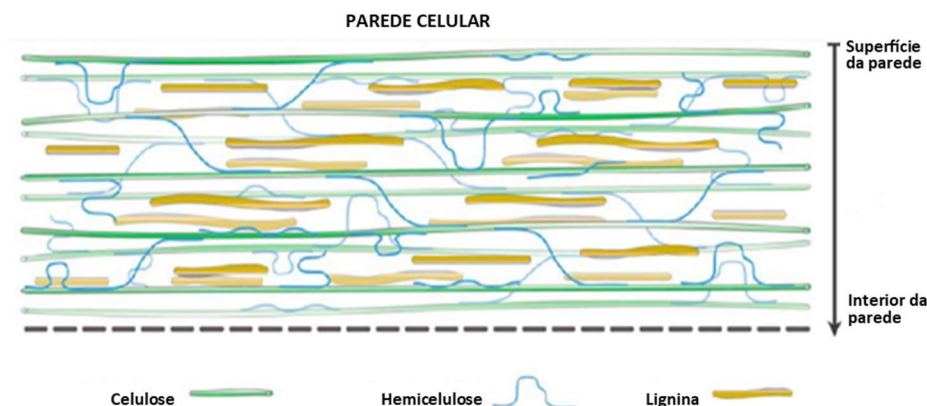 PAREDE CELULAR
Superfície
da parede
Interior da
parede
Celulose
Hemicelulose
Lignina